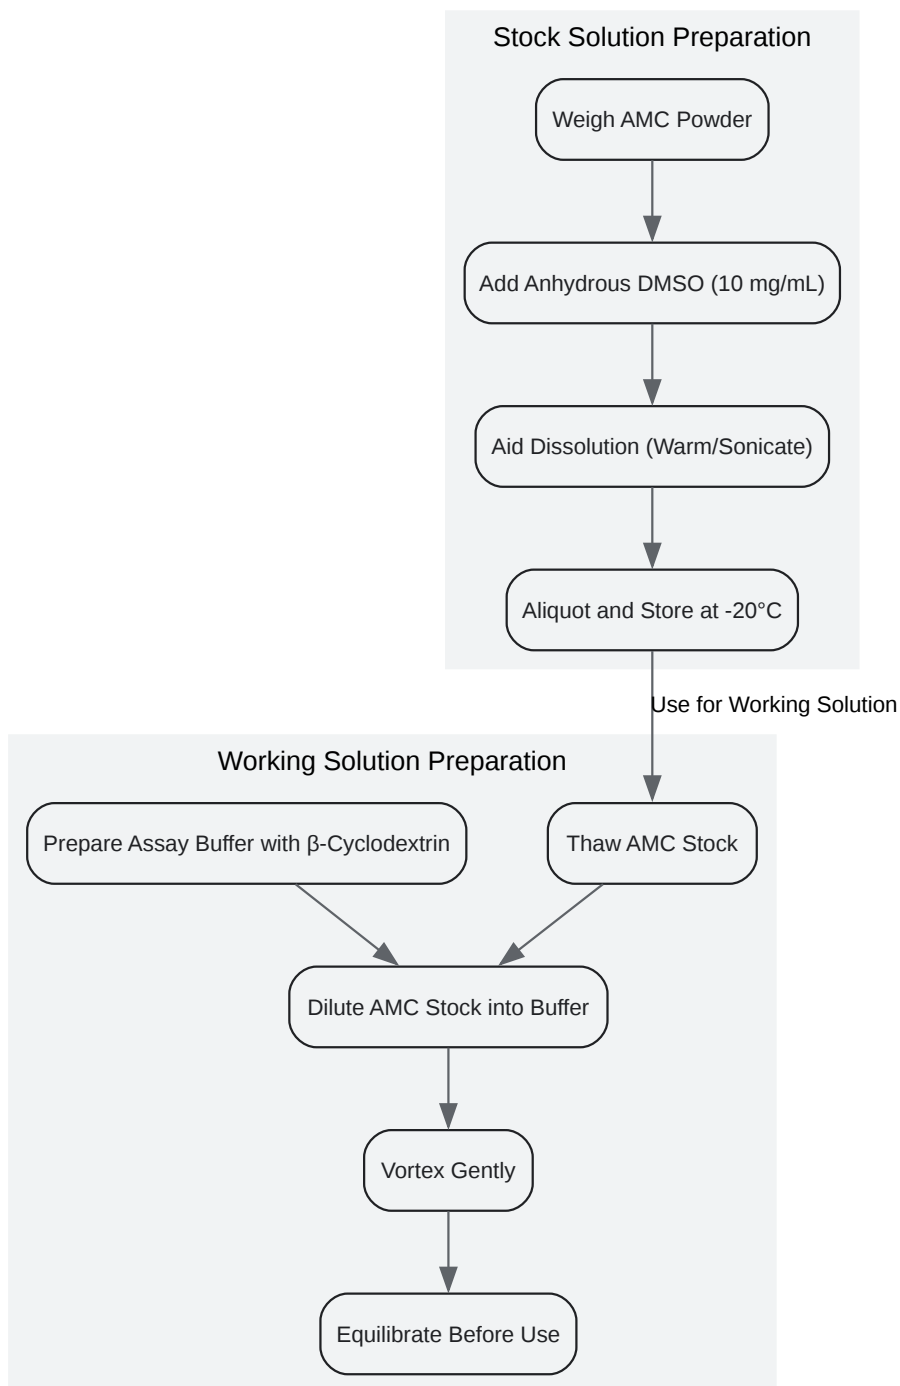 Stock Solution Preparation
Weigh AMC Powder
Add Anhydrous DMSO (10 mg/mL)
Aid Dissolution (Warm/Sonicate)
Aliquot and Store at -20°C
Use for Working Solution
Working Solution Preparation
Prepare Assay Buffer with β-Cyclodextrin
Thaw AMC Stock
Dilute AMC Stock into Buffer
Vortex Gently
Equilibrate Before Use